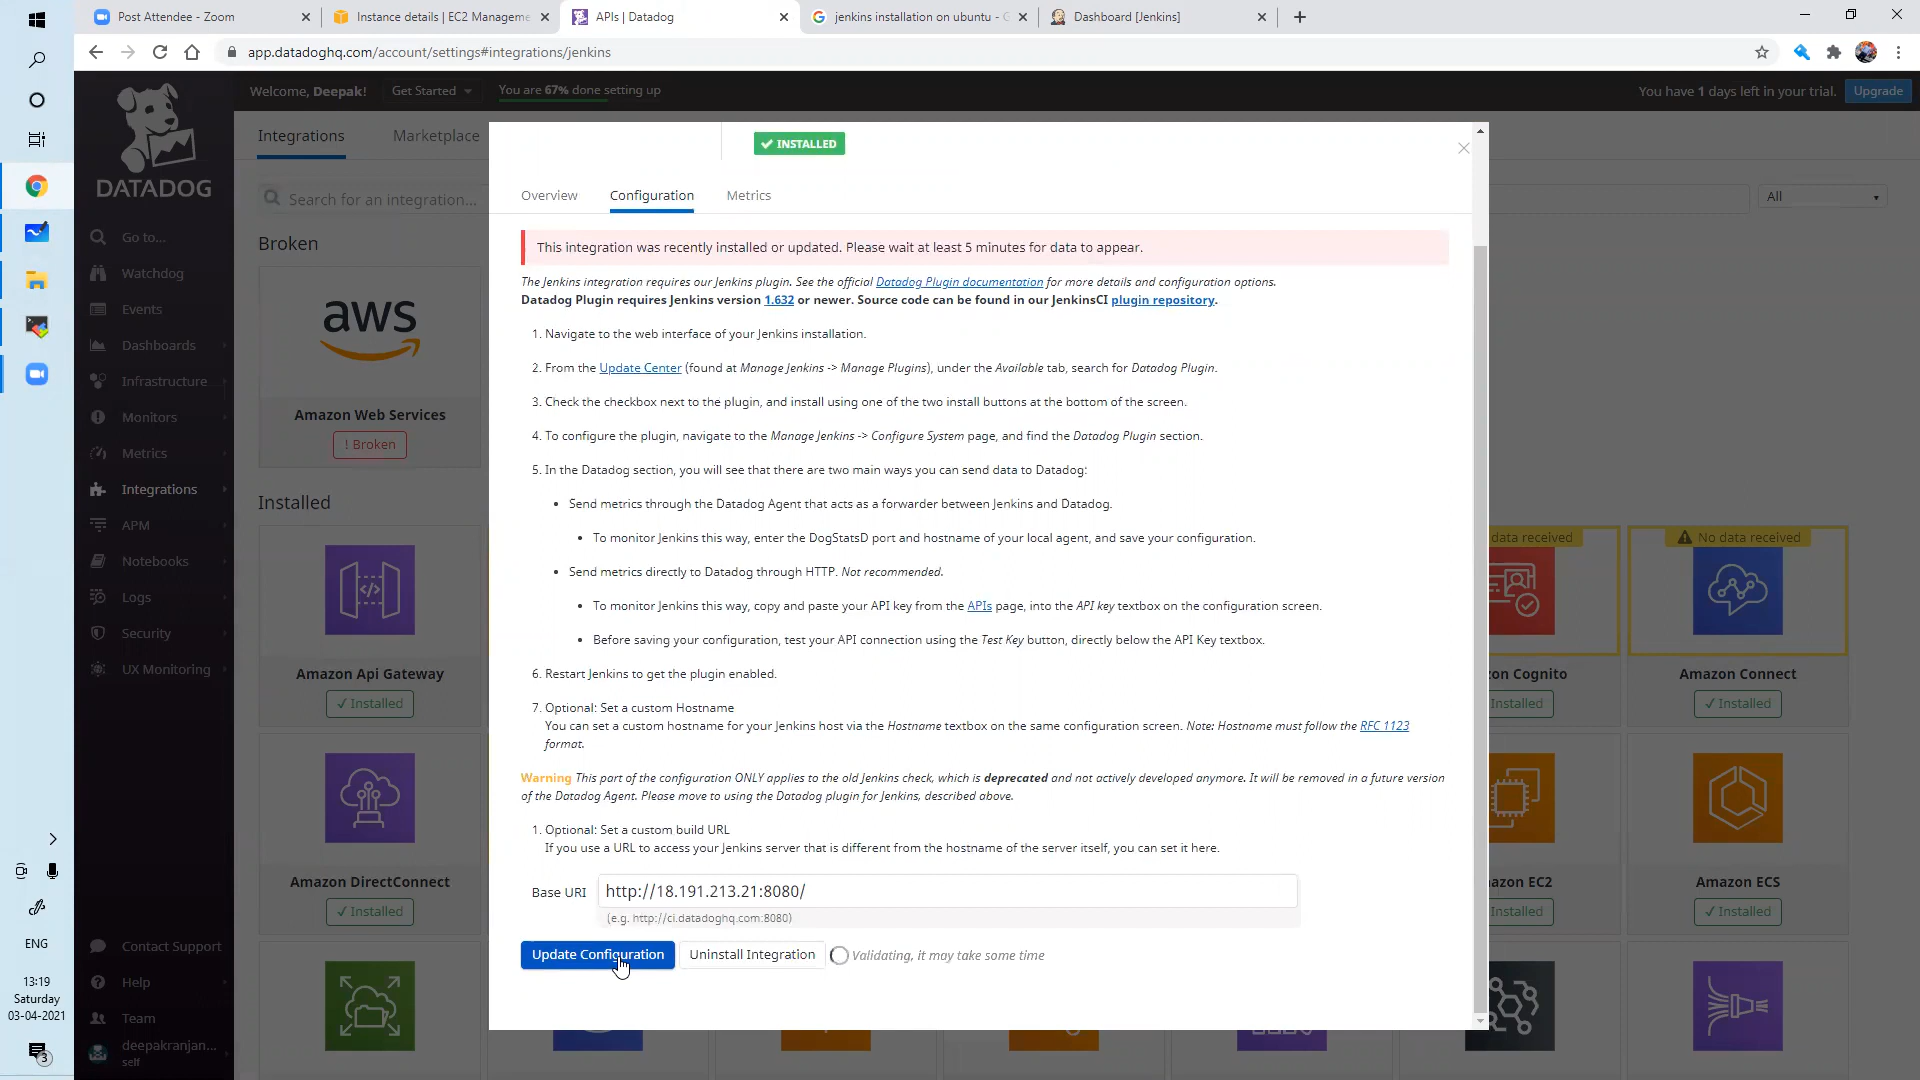 Post Attendee - Zoom
Instance details | EC2 Manageme
APIs | Datadog
jenkins installation on ubuntu - G
Dashboard [Jenkins]
app.datadoghq.com/account/settings#integrations/jenkins
Welcome, Deepak!
Get Started
You are 67% done setting up
You have 1 days left in your trial.
Upgrade
DATADOG
Go to...
Watchdog
Events
Dashboards
Infrastructure
Monitors
Metrics
Integrations
APM
Notebooks
Logs
Security
UX Monitoring
Contact Support
Help
Team
deepakranjan...
self
Integrations
Marketplace
Search for an integration...
All
Broken
aws
Amazon Web Services
! Broken
Installed
Amazon Api Gateway
✓ Installed
Amazon DirectConnect
✓ Installed
INSTALLED
Overview
Configuration
Metrics
This integration was recently installed or updated. Please wait at least 5 minutes for data to appear.
The Jenkins integration requires our Jenkins plugin. See the official Datadog Plugin documentation for more details and configuration options.
Datadog Plugin requires Jenkins version 1.632 or newer. Source code can be found in our JenkinsCI plugin repository.
1. Navigate to the web interface of your Jenkins installation.
2. From the Update Center (found at Manage Jenkins -> Manage Plugins), under the Available tab, search for Datadog Plugin.
3. Check the checkbox next to the plugin, and install using one of the two install buttons at the bottom of the screen.
4. To configure the plugin, navigate to the Manage Jenkins -> Configure System page, and find the Datadog Plugin section.
5. In the Datadog section, you will see that there are two main ways you can send data to Datadog:
• Send metrics through the Datadog Agent that acts as a forwarder between Jenkins and Datadog.
• To monitor Jenkins this way, enter the DogStatsD port and hostname of your local agent, and save your configuration.
• Send metrics directly to Datadog through HTTP. Not recommended.
• To monitor Jenkins this way, copy and paste your API key from the APIs page, into the API key textbox on the configuration screen.
• Before saving your configuration, test your API connection using the Test Key button, directly below the API Key textbox.
6. Restart Jenkins to get the plugin enabled.
7. Optional: Set a custom Hostname
You can set a custom hostname for your Jenkins host via the Hostname textbox on the same configuration screen. Note: Hostname must follow the RFC 1123
format.
Warning This part of the configuration ONLY applies to the old Jenkins check, which is deprecated and not actively developed anymore. It will be removed in a future version
of the Datadog Agent. Please move to using the Datadog plugin for Jenkins, described above.
1. Optional: Set a custom build URL
If you use a URL to access your Jenkins server that is different from the hostname of the server itself, you can set it here.
Base URI
http://18.191.213.21:8080/
(e.g. http://ci.datadoghq.com:8080)
Update Configuration
Uninstall Integration
Validating, it may take some time
data received
No data received
on Cognito
Installed
Amazon Connect
✓ Installed
azon EC2
Installed
Amazon ECS
✓ Installed
ENG
13:19
Saturday
03-04-2021
3